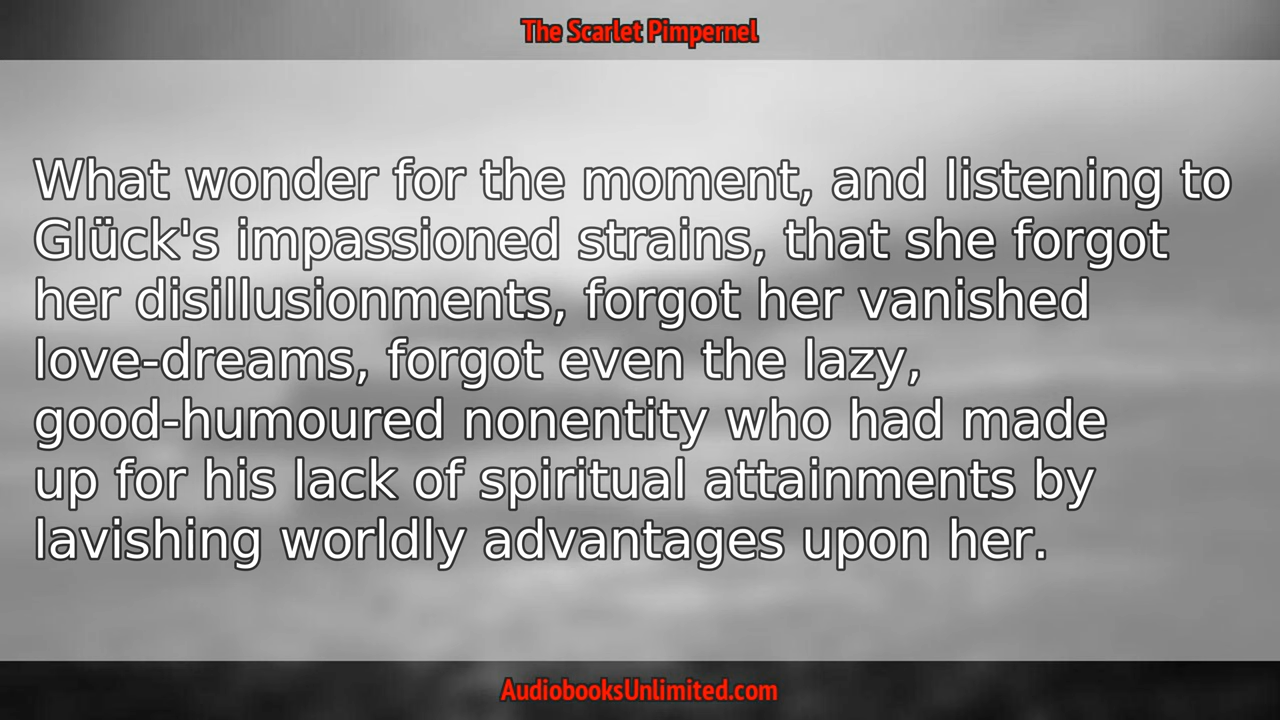 The Scarlet Pimpernel
What wonder for the moment, and listening to
Glück's impassioned strains, that she forgot
her disillusionments, forgot her vanished
love-dreams, forgot even the lazy,
good-humoured nonentity who had made
up for his lack of spiritual attainments by
lavishing worldly advantages upon her.
AudiobooksUnlimited.com